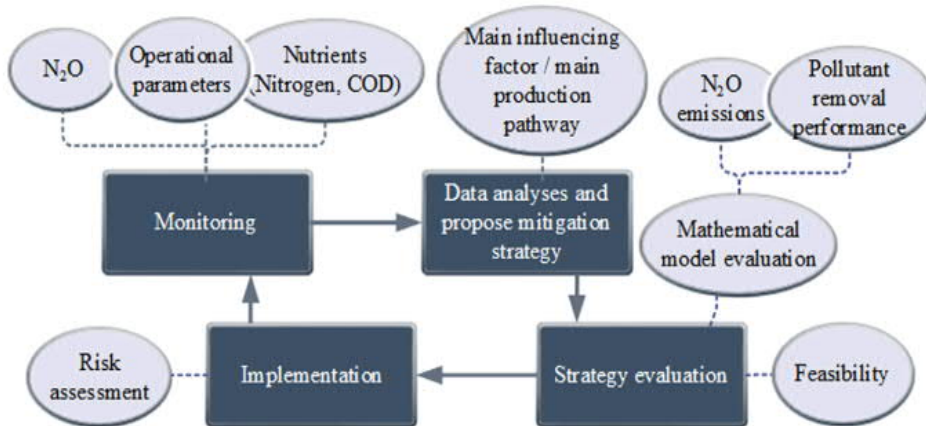 N₂O
Operational
parameters
Nutrients
(Nitrogen, COD)
Main influencing
factor / main
production
pathway
N₂O
emissions
Pollutant
removal
performance
Monitoring
Data analyses and
propose mitigation
strategy
Mathematical
model evaluation
Risk
assessment
Implementation
Strategy evaluation
Feasibility